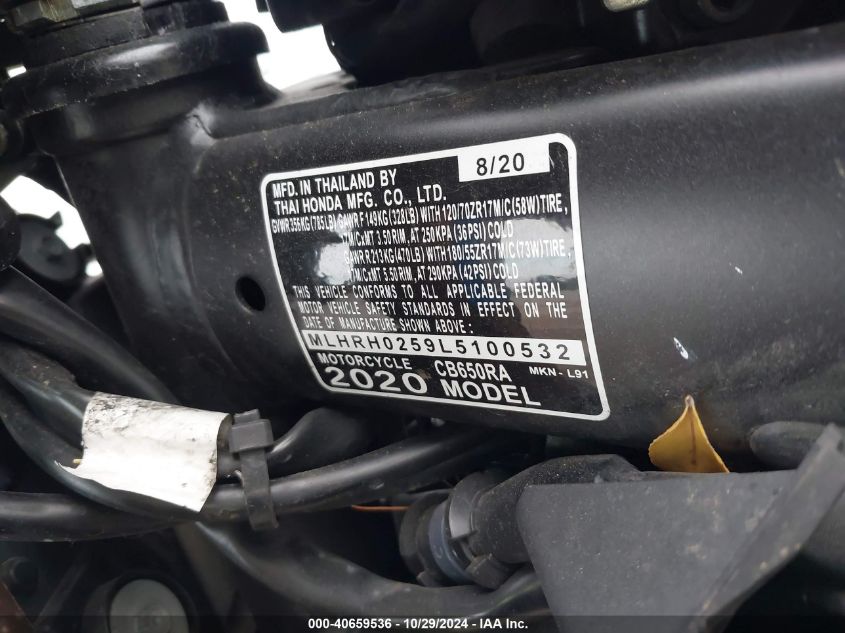 8/20
MFD. IN THAILAND BY
THAI HONDA MFG. CO., LTD.
GVWR 356KG (785LB) GAWR F 149KG (328LB) WITH 120/70ZR17M/C (58W) TIRE,
17M/CxMT 3.50 RIM, AT 250KPA (36PSI) COLD
GAWR R 213KG (470LB) WITH 180/55ZR17M/C (73W) TIRE,
17M/CxMT 5.50 RIM, AT 290KPA (42PSI) COLD
THIS VEHICLE CONFORMS TO ALL APPLICABLE FEDERAL
MOTOR VEHICLE SAFETY STANDARDS IN EFFECT ON THE
DATE OF MANUFACTURE SHOWN ABOVE :
MLHRH0259L5100532
MOTORCYCLE CB650RA MKN - L91
2020 MODEL
000-40659536 - 10/29/2024 - IAA Inc.